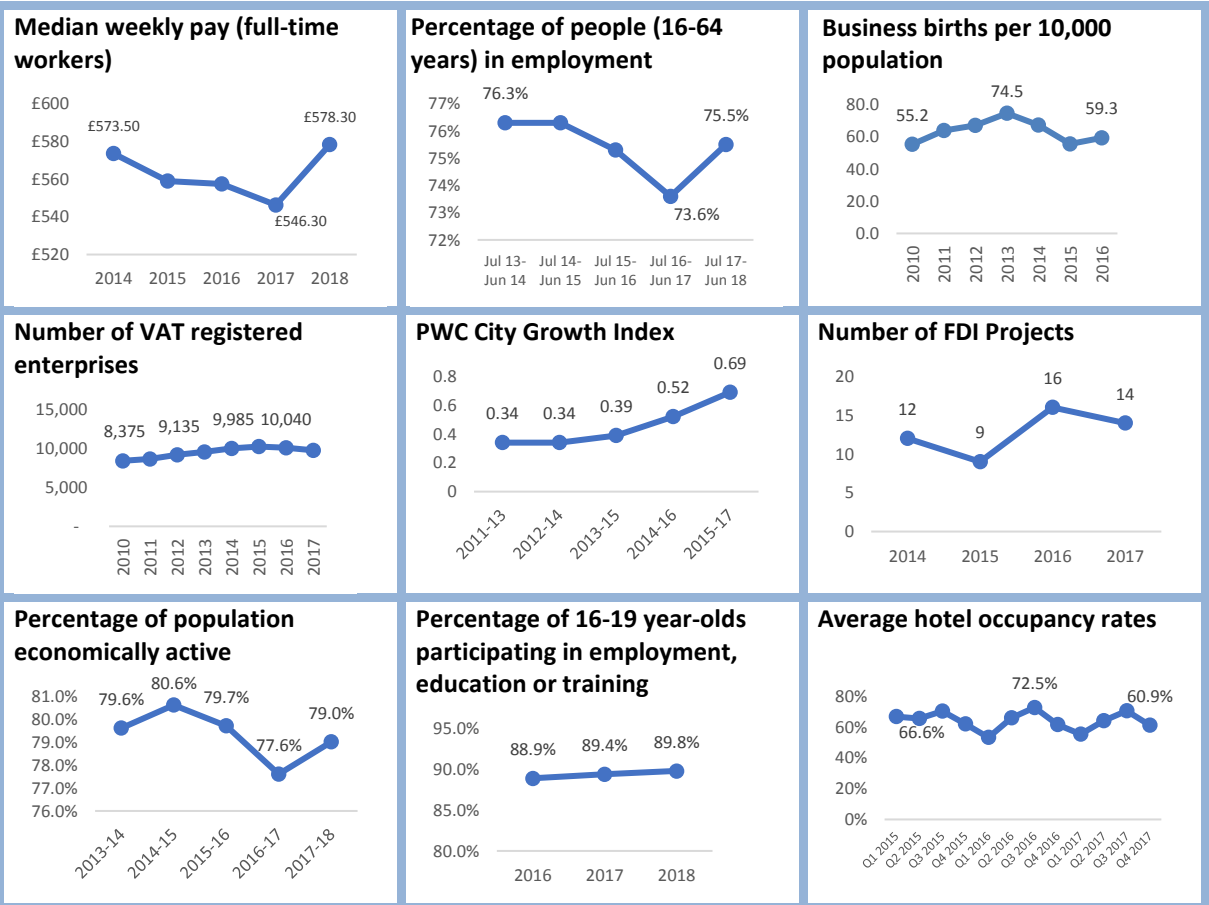 Median weekly pay (full-time
workers)
£600
£580
£560
£540
£520
£573.50
£546.30
£578.30
2014 2015 2016 2017 2018
Percentage of people (16-64
years) in employment
77%
76%
75%
74%
73%
72%
76.3%
73.6%
75.5%
Jul 13- Jul 14- Jul 15- Jul 16- Jul 17-
Jun 14 Jun 15 Jun 16 Jun 17 Jun 18
Business births per 10,000
population
80.0
60.0
40.0
20.0
0.0
55.2
74.5
59.3
2010 2011 2012 2013 2014 2015 2016
Number of VAT registered
enterprises
15,000
10,000
5,000
-
8,375 9,135 9,985 10,040
2010 2011 2012 2013 2014 2015 2016 2017
PWC City Growth Index
0.8
0.6
0.4
0.2
0
0.34 0.34 0.39 0.52 0.69
2011-13 2012-14 2013-15 2014-16 2015-17
Number of FDI Projects
20
15
10
5
0
12
9
16
14
2014 2015 2016 2017
Percentage of population
economically active
81.0%
80.0%
79.0%
78.0%
77.0%
76.0%
79.6%
80.6%
79.7%
77.6%
79.0%
2013-14 2014-15 2015-16 2016-17 2017-18
Percentage of 16-19 year-olds
participating in employment,
education or training
95.0%
90.0%
85.0%
80.0%
88.9% 89.4% 89.8%
2016 2017 2018
Average hotel occupancy rates
80%
60%
40%
20%
0%
66.6%
72.5%
60.9%
Q1 2015 Q2 2015 Q3 2015 Q4 2015 Q1 2016 Q2 2016 Q3 2016 Q4 2016 Q1 2017 Q2 2017 Q3 2017 Q4 2017